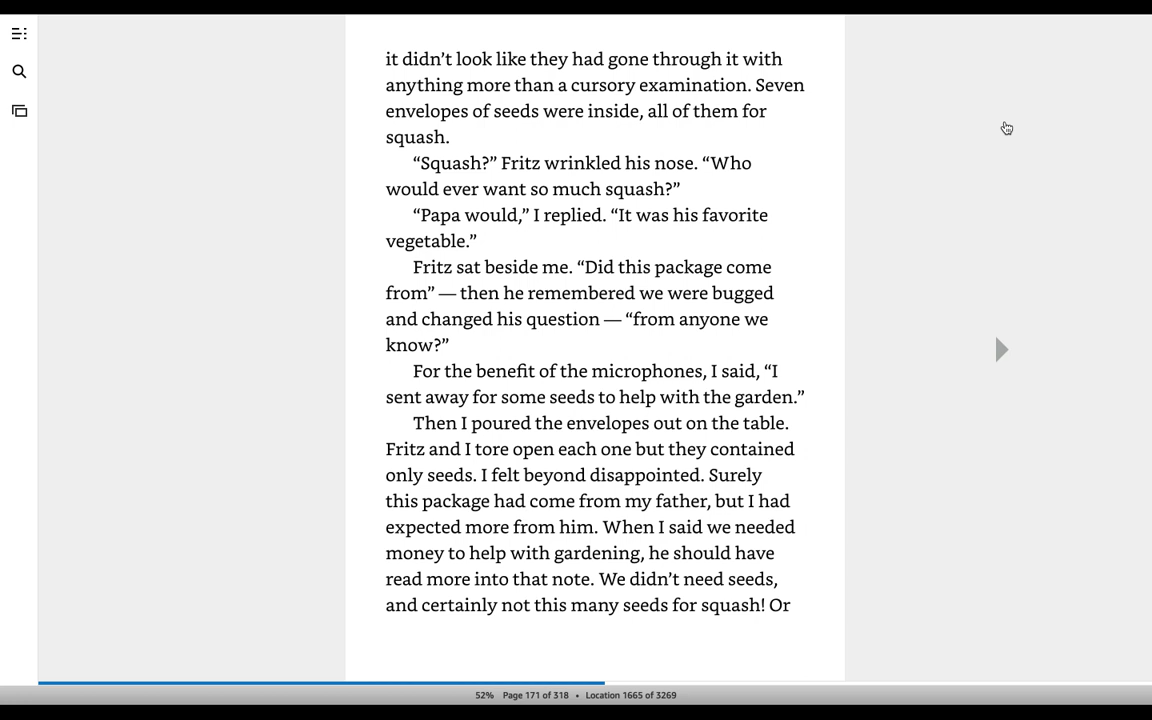 it didn’t look like they had gone through it with
anything more than a cursory examination. Seven
envelopes of seeds were inside, all of them for
squash.
“Squash?” Fritz wrinkled his nose. “Who
would ever want so much squash?”
“Papa would,” I replied. “It was his favorite
vegetable.”
Fritz sat beside me. “Did this package come
from” — then he remembered we were bugged
and changed his question — “from anyone we
know?”
For the benefit of the microphones, I said, “I
sent away for some seeds to help with the garden.”
Then I poured the envelopes out on the table.
Fritz and I tore open each one but they contained
only seeds. I felt beyond disappointed. Surely
this package had come from my father, but I had
expected more from him. When I said we needed
money to help with gardening, he should have
read more into that note. We didn’t need seeds,
and certainly not this many seeds for squash! Or
52% Page 171 of 318 • Location 1665 of 3269